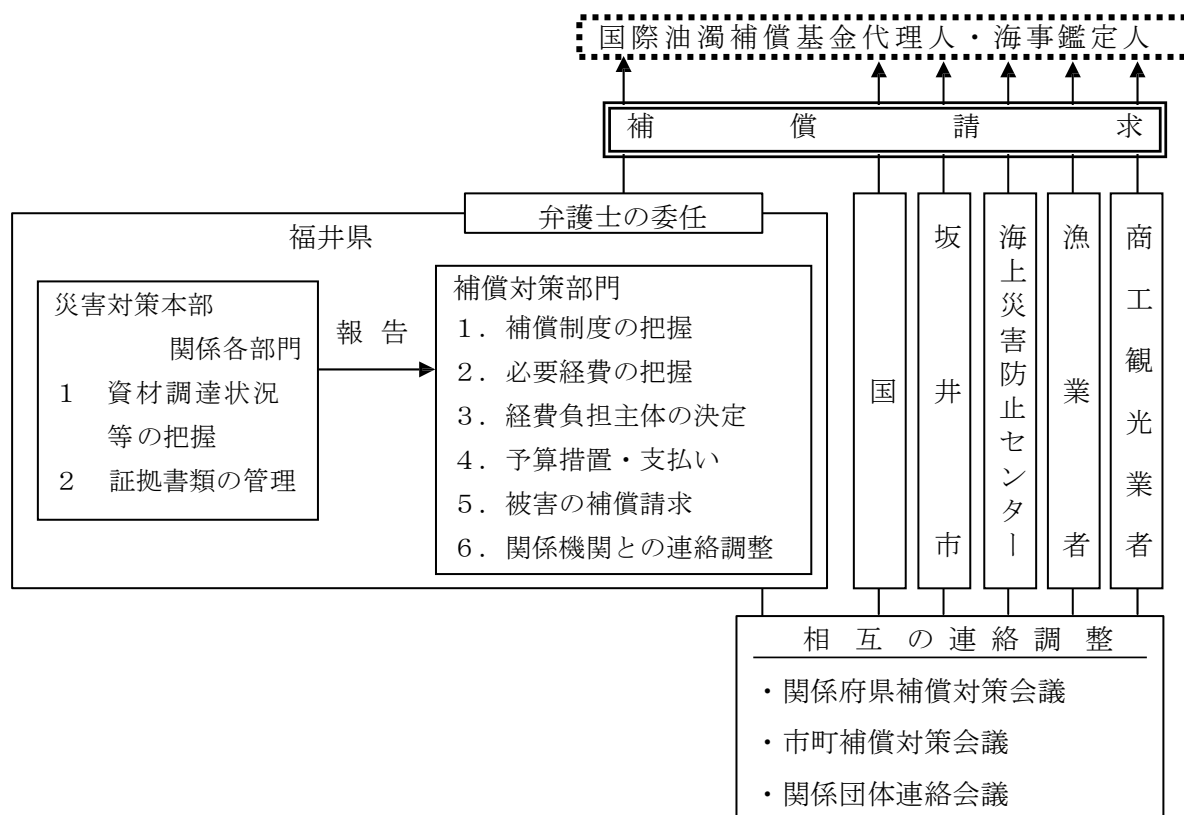 国際油濁補償基金代理人・海事鑑定人
補償請求
弁護士の委任
福井県
災害対策本部
関係各部門
１　資材調達状況
等の把握
２　証拠書類の管理
報告
補償対策部門
１．補償制度の把握
２．必要経費の把握
３．経費負担主体の決定
４．予算措置・支払い
５．被害の補償請求
６．関係機関との連絡調整
国
坂井市
海上災害防止センター
漁業者
商工観光業者
相互の連絡調整
・関係府県補償対策会議
・市町補償対策会議
・関係団体連絡会議